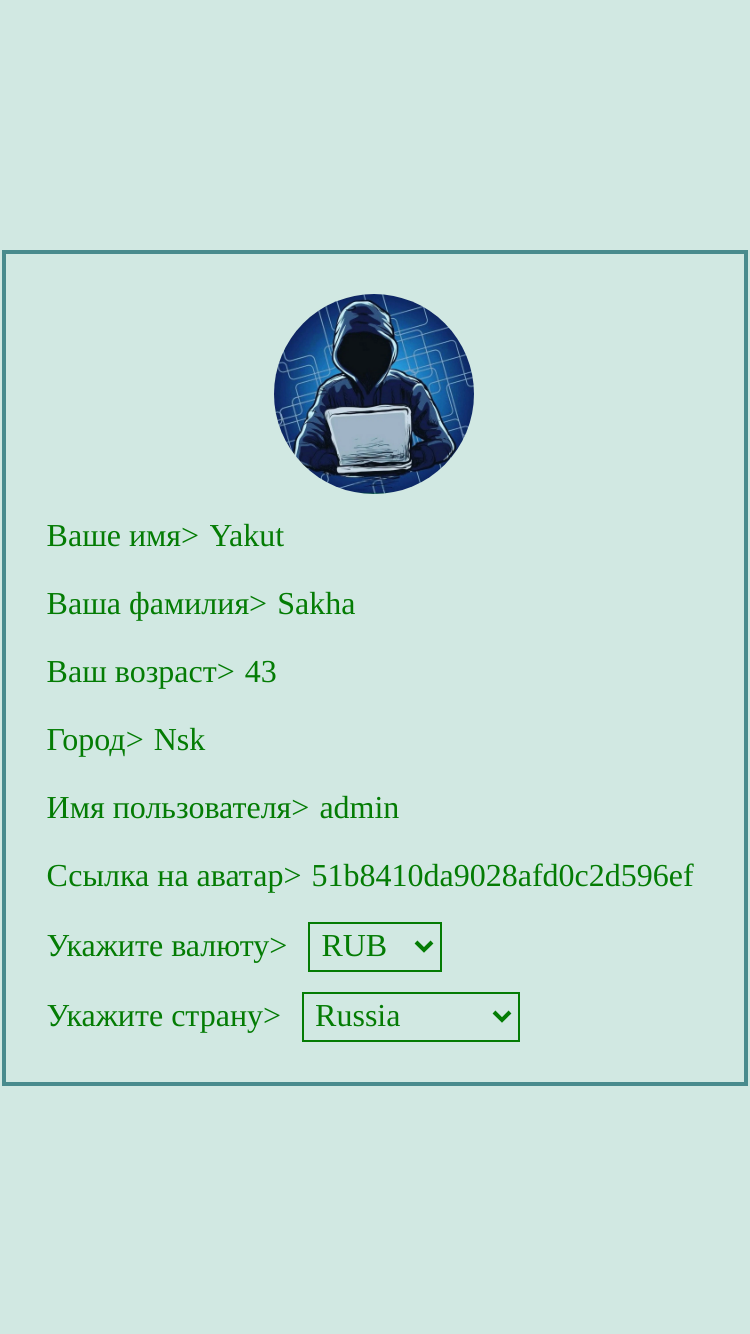 Ваше имя> Yakut
Ваша фамилия> Sakha
Ваш возраст> 43
Город> Nsk
Имя пользователя> admin
Ссылка на аватар> 51b8410da9028afd0c2d596ef
Укажите валюту> RUB
Укажите страну> Russia